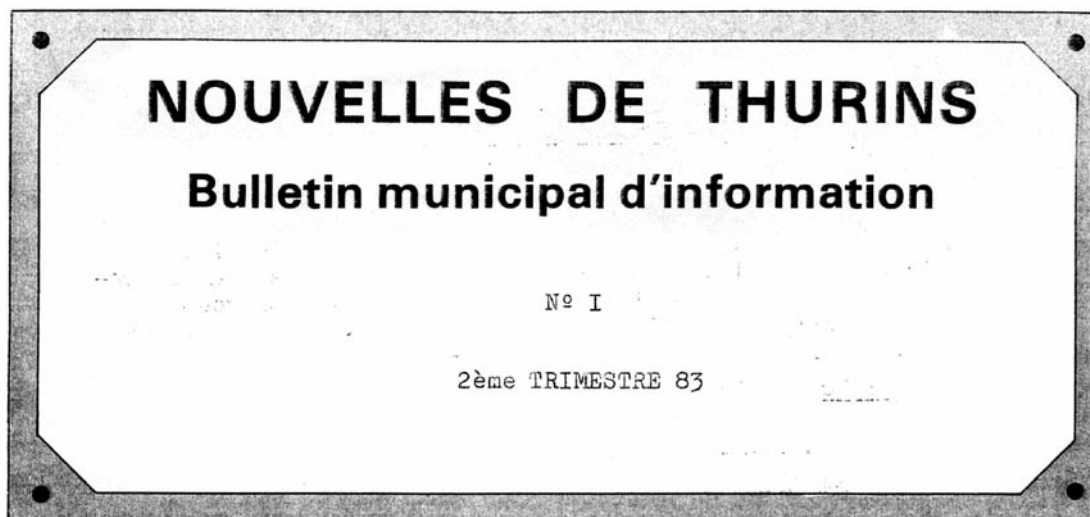 NOUVELLES DE THURINS
Bulletin municipal d'information
Nº I
2ème TRIMESTRE 83